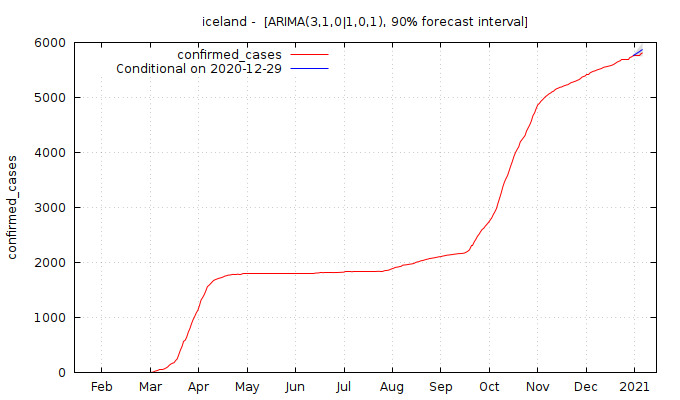 iceland -  [ARIMA(3,1,0|1,0,1), 90% forecast interval]
confirmed_cases
Conditional on 2020-12-29
confirmed_cases
6000
5000
4000
3000
2000
1000
0
Feb Mar Apr May Jun Jul Aug Sep Oct Nov Dec 2021